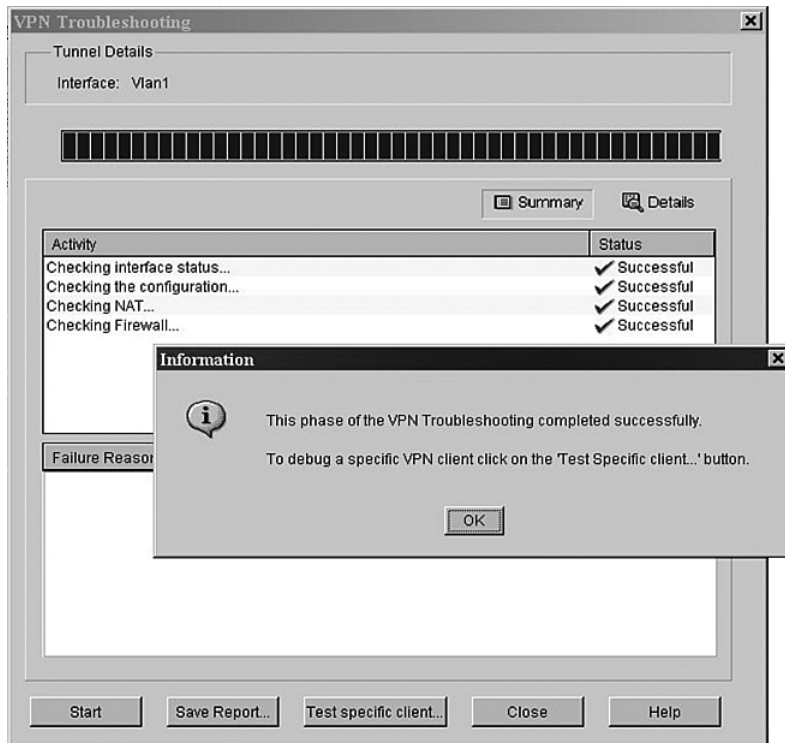 VPN Troubleshooting
Tunnel Details
Interface: Vlan1
Summary
Details
Activity Status
Checking interface status... Successful
Checking the configuration... Successful
Checking NAT... Successful
Checking Firewall... Successful
Information
This phase of the VPN Troubleshooting completed successfully.
To debug a specific VPN client click on the 'Test Specific client...' button.
OK
Failure Reason
Start
Save Report...
Test specific client...
Close
Help